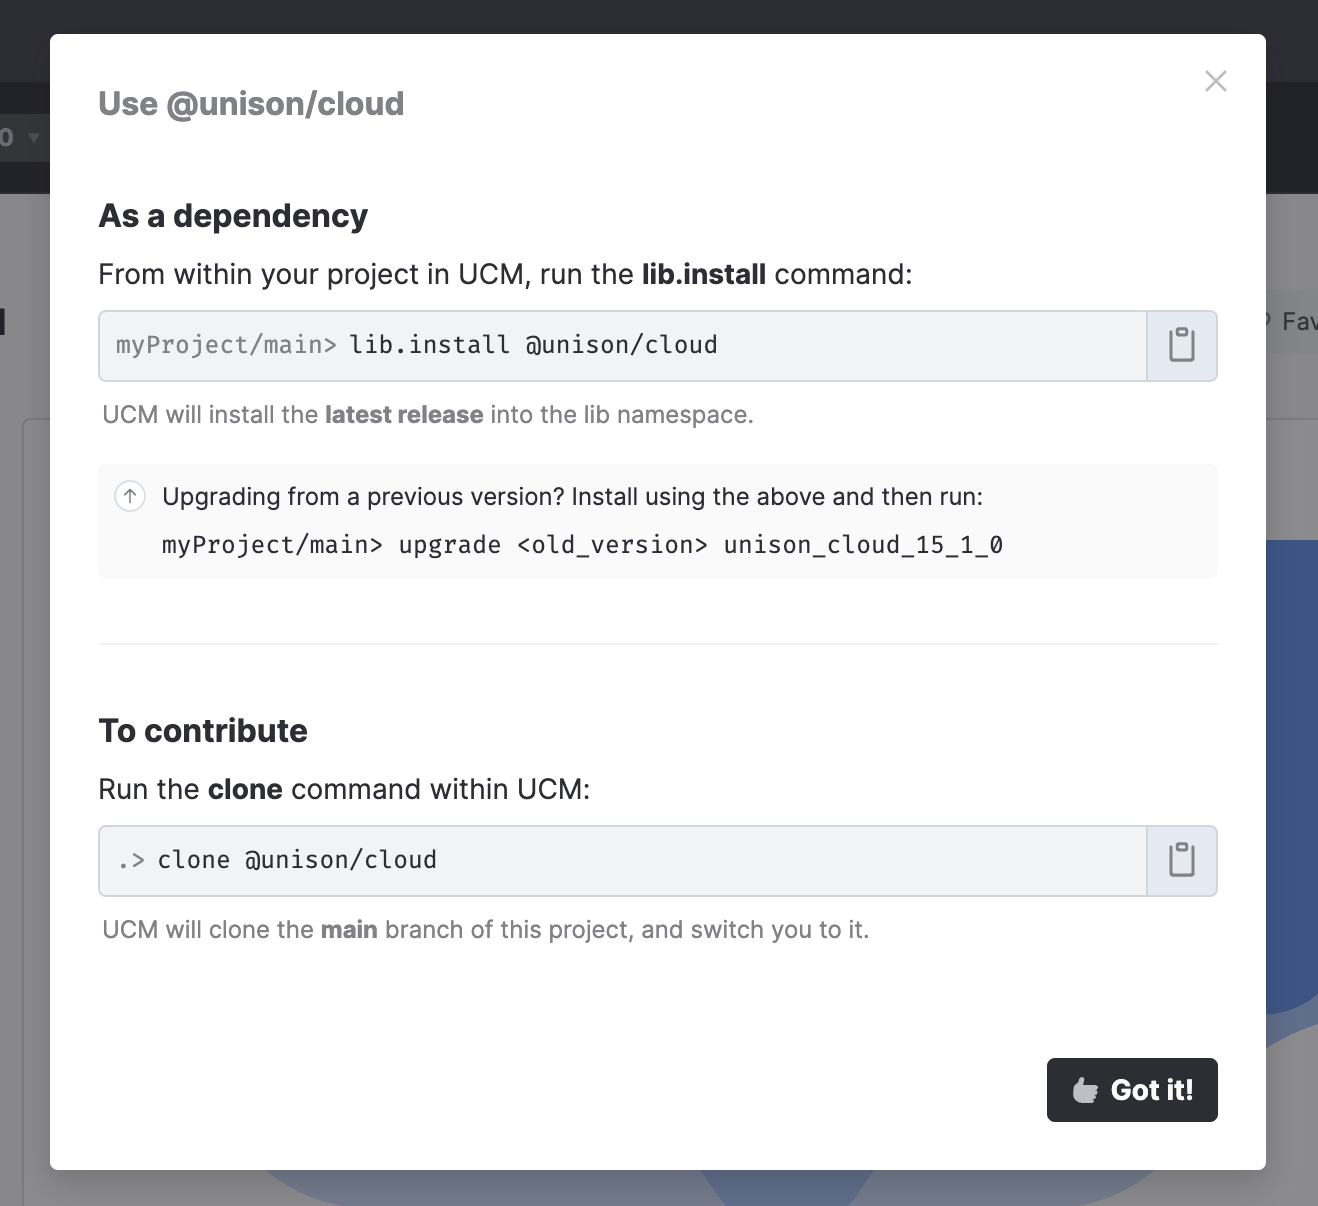 Use @unison/cloud
0
As a dependency
From within your project in UCM, run the lib.install command:
myProject/main> lib.install @unison/cloud
Fav
UCM will install the latest release into the lib namespace.
Upgrading from a previous version? Install using the above and then run:
myProject/main> upgrade <old_version> unison_cloud_15_1_0
To contribute
Run the clone command within UCM:
.> clone @unison/cloud
UCM will clone the main branch of this project, and switch you to it.
Got it!